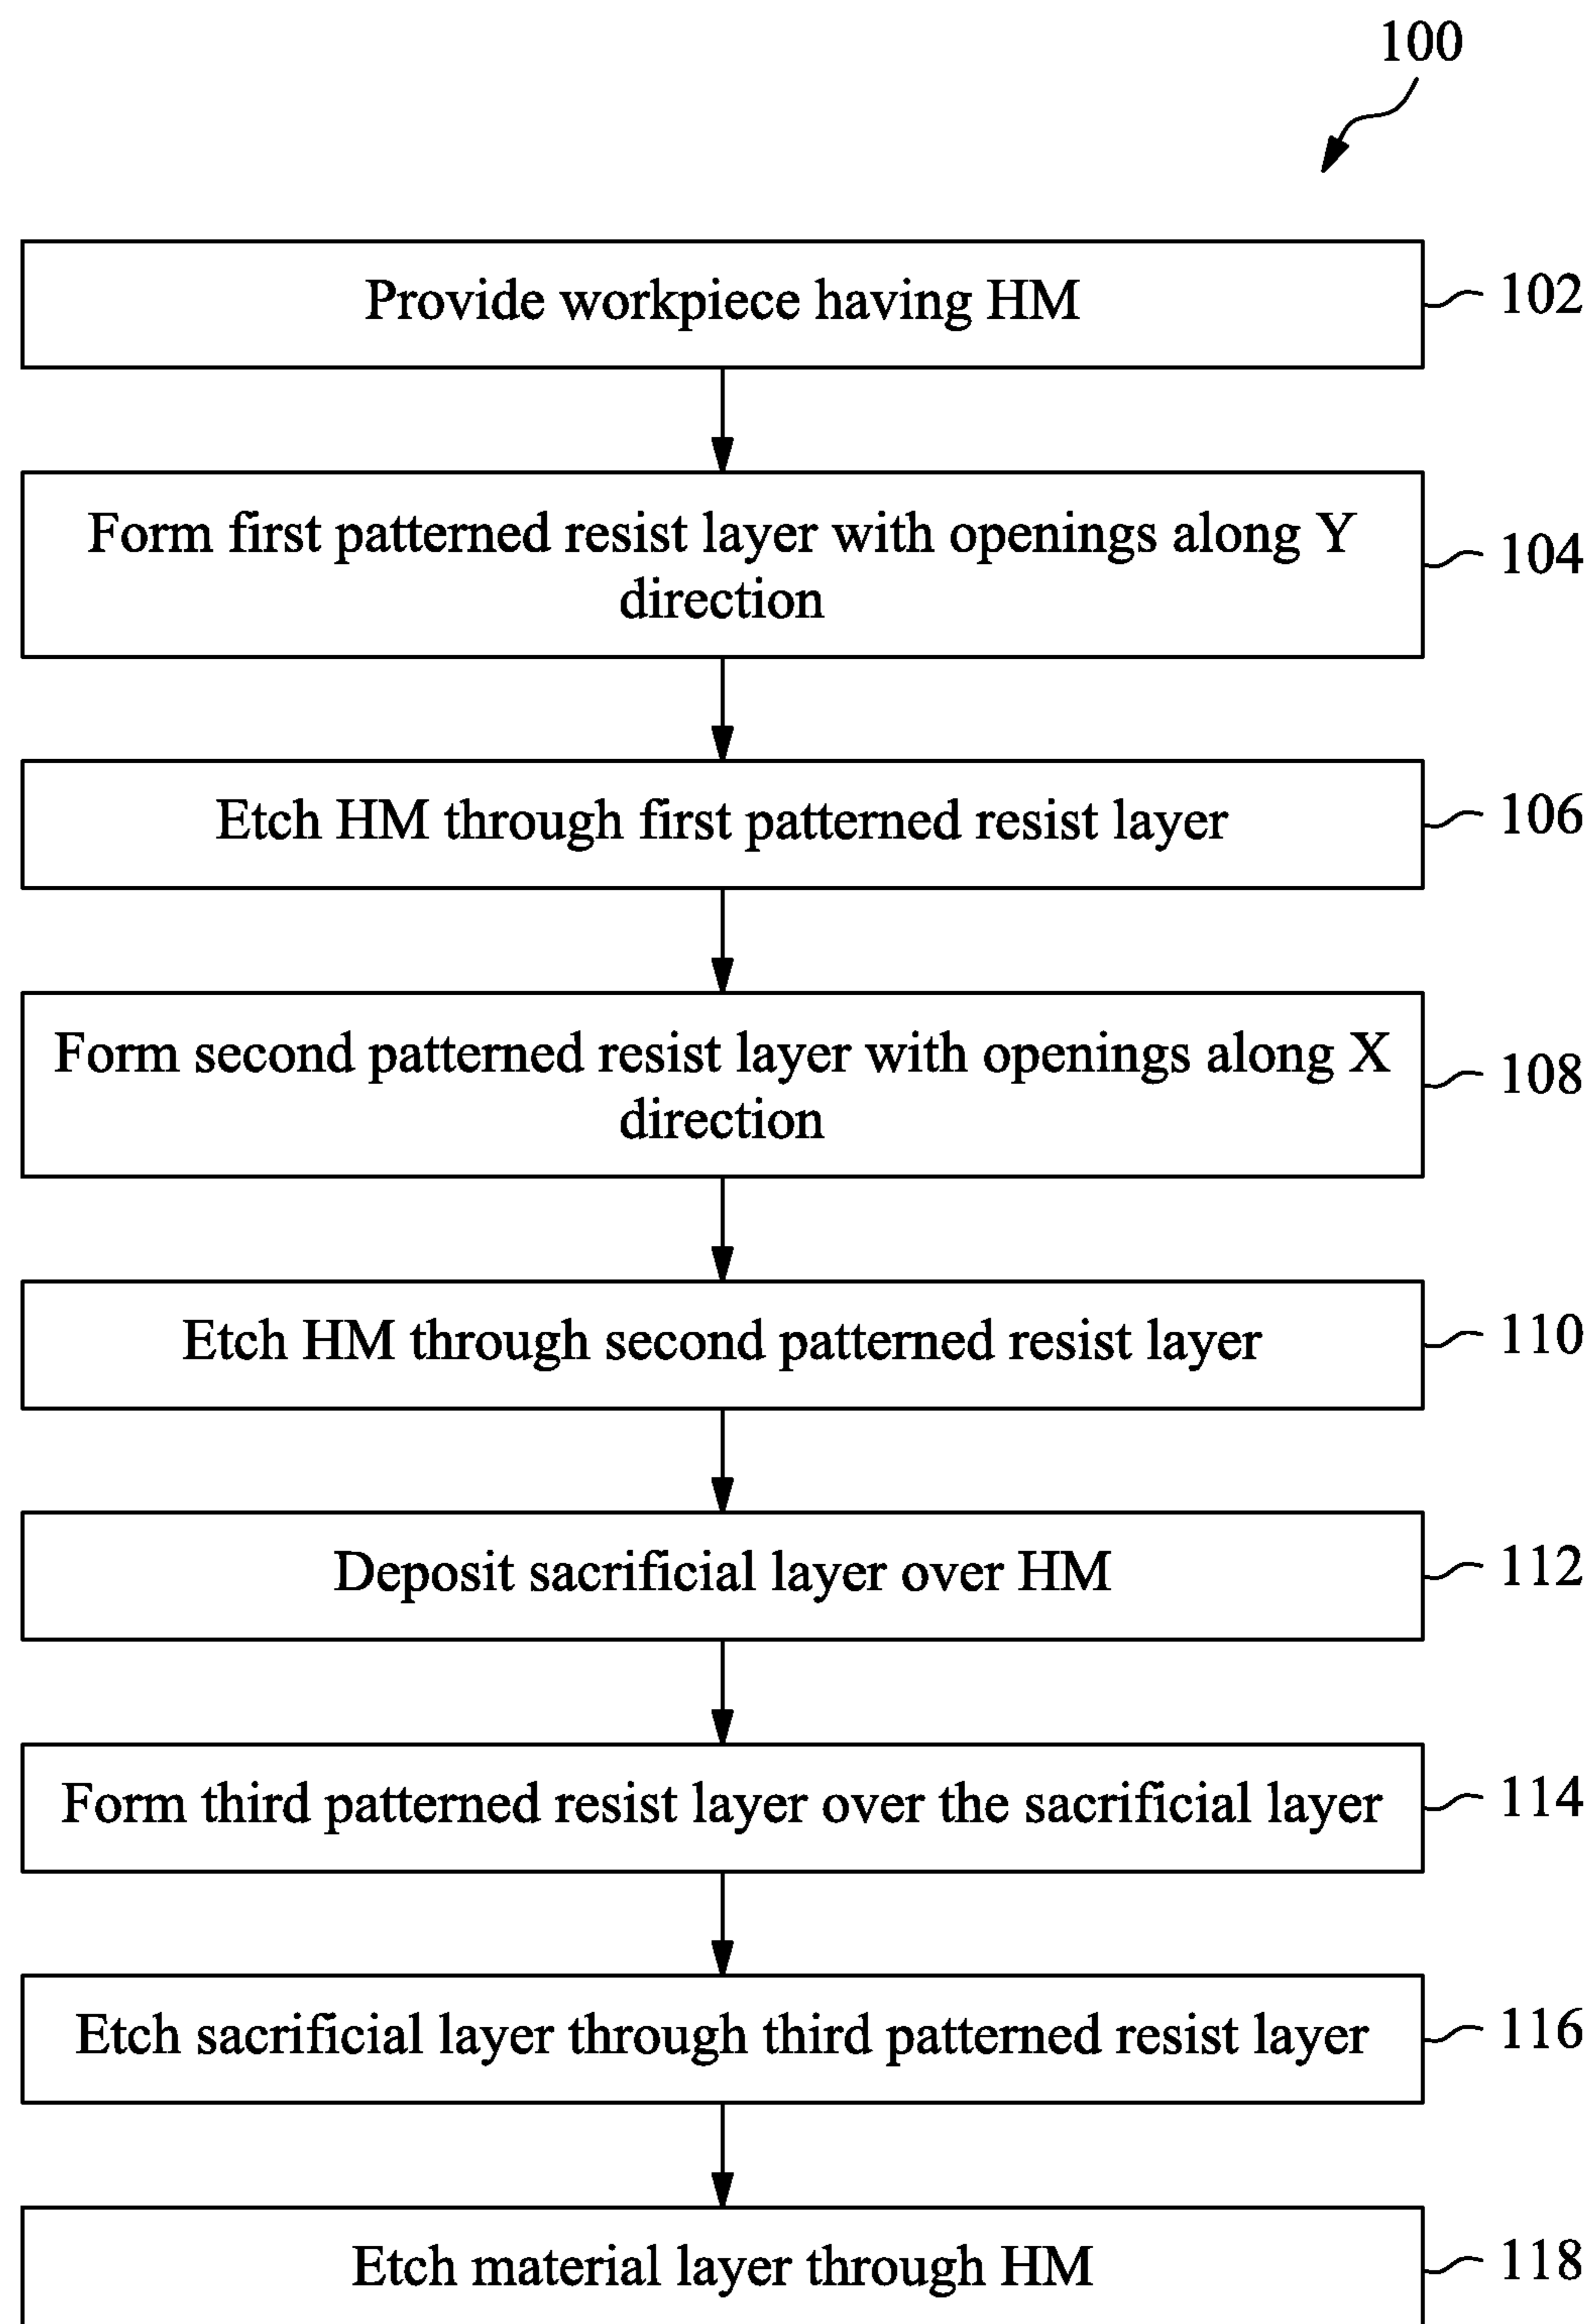 100
Provide workpiece having HM
102
Form first patterned resist layer with openings along Y
direction
104
Etch HM through first patterned resist layer
106
Form second patterned resist layer with openings along X
direction
108
Etch HM through second patterned resist layer
110
Deposit sacrificial layer over HM
112
Form third patterned resist layer over the sacrificial layer
114
Etch sacrificial layer through third patterned resist layer
116
Etch material layer through HM
118